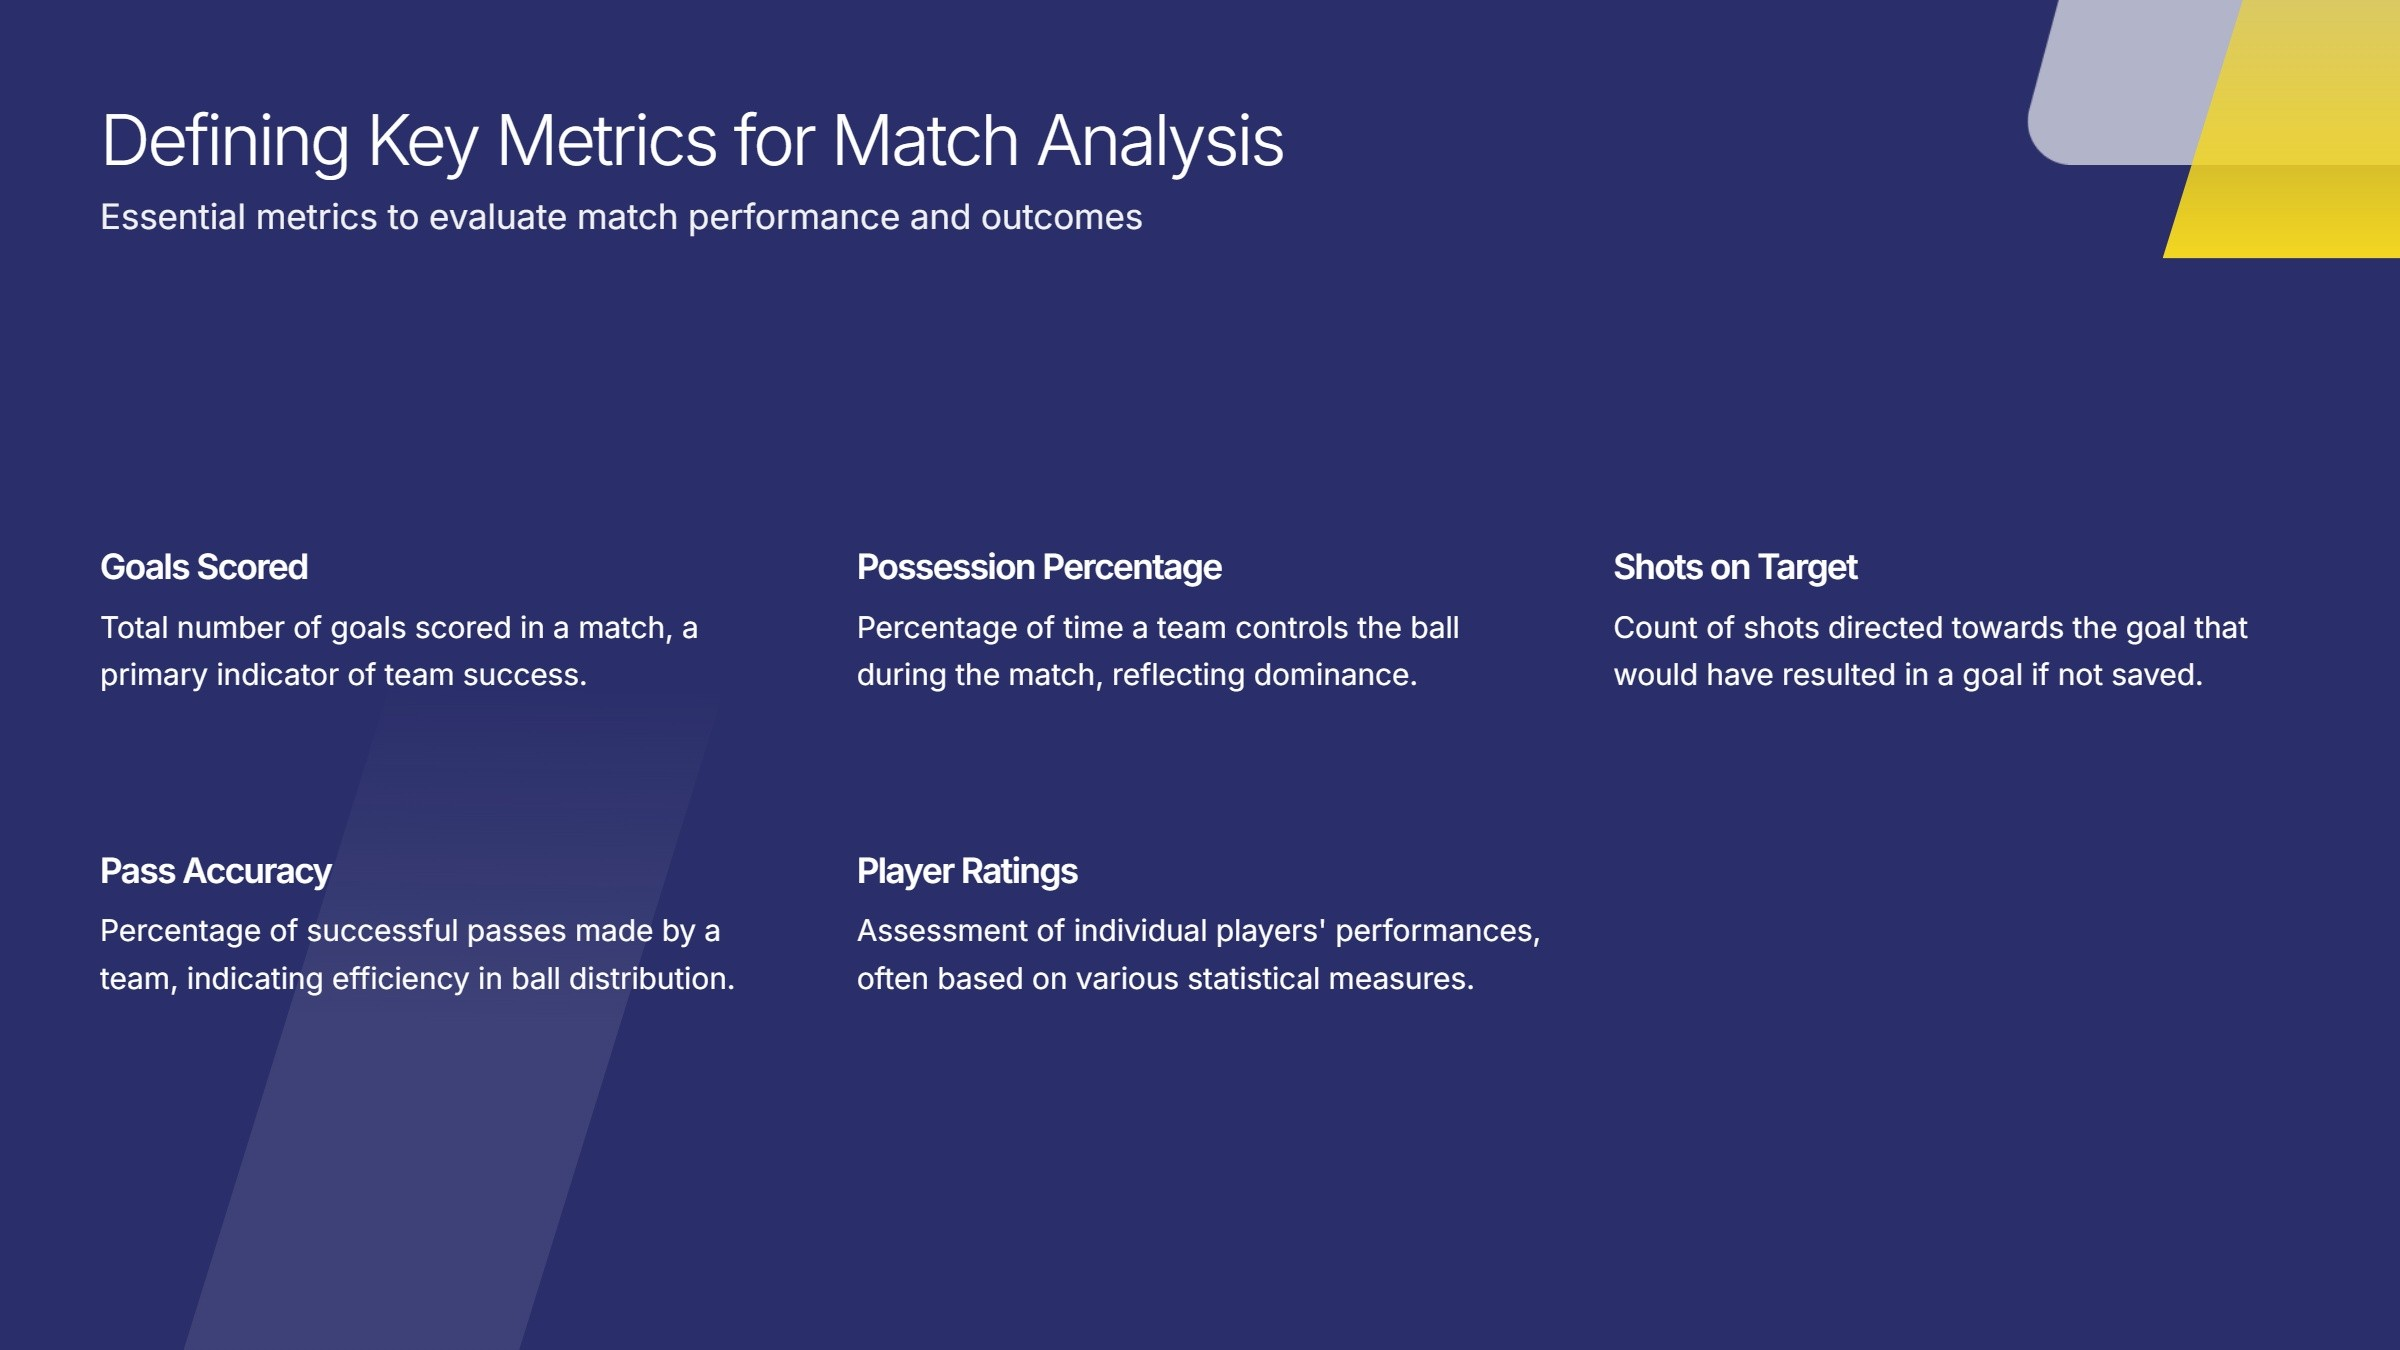 Defining Key Metrics for Match Analysis
Essential metrics to evaluate match performance and outcomes
Goals Scored
Total number of goals scored in a match, a
primary indicator of team success.
Possession Percentage
Percentage of time a team controls the ball
during the match, reflecting dominance.
Shots on Target
Count of shots directed towards the goal that
would have resulted in a goal if not saved.
Pass Accuracy
Percentage of successful passes made by a
team, indicating efficiency in ball distribution.
Player Ratings
Assessment of individual players' performances,
often based on various statistical measures.